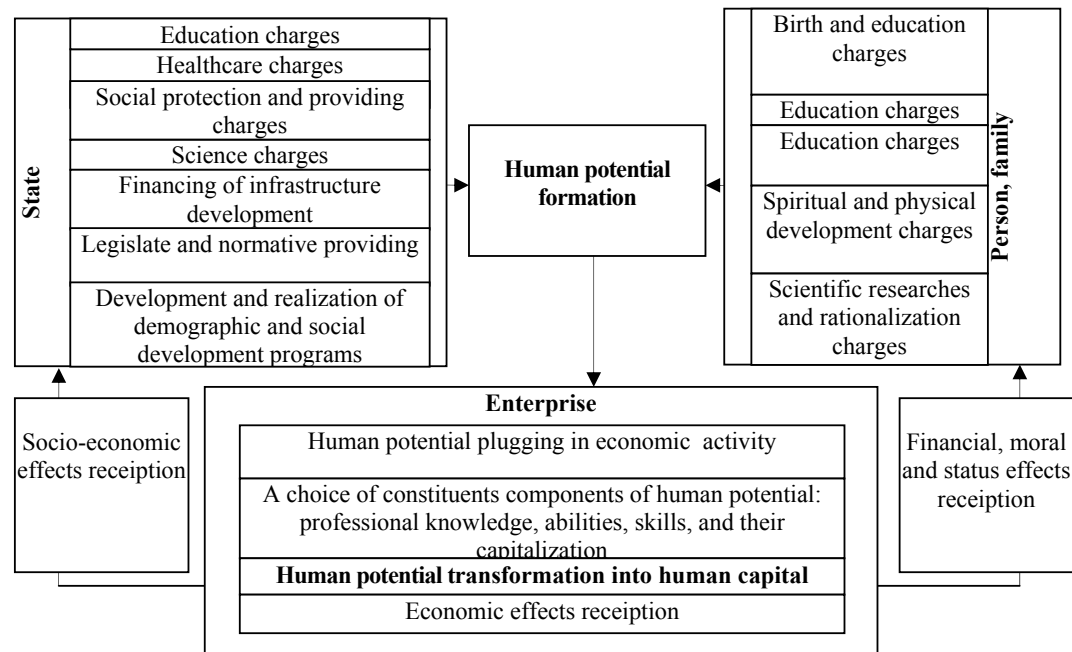 State
Education charges
Healthcare charges
Social protection and providing
charges
Science charges
Financing of infrastructure
development
Legislate and normative providing
Development and realization of
demographic and social
development programs
Human potential
formation
Birth and education
charges
Education charges
Education charges
Spiritual and physical
development charges
Scientific researches
and rationalization
charges
Person, family
Socio-economic
effects receiption
Enterprise
Human potential plugging in economic activity
A choice of constituents components of human potential:
professional knowledge, abilities, skills, and their
capitalization
Human potential transformation into human capital
Economic effects receiption
Financial, moral
and status effects
receiption